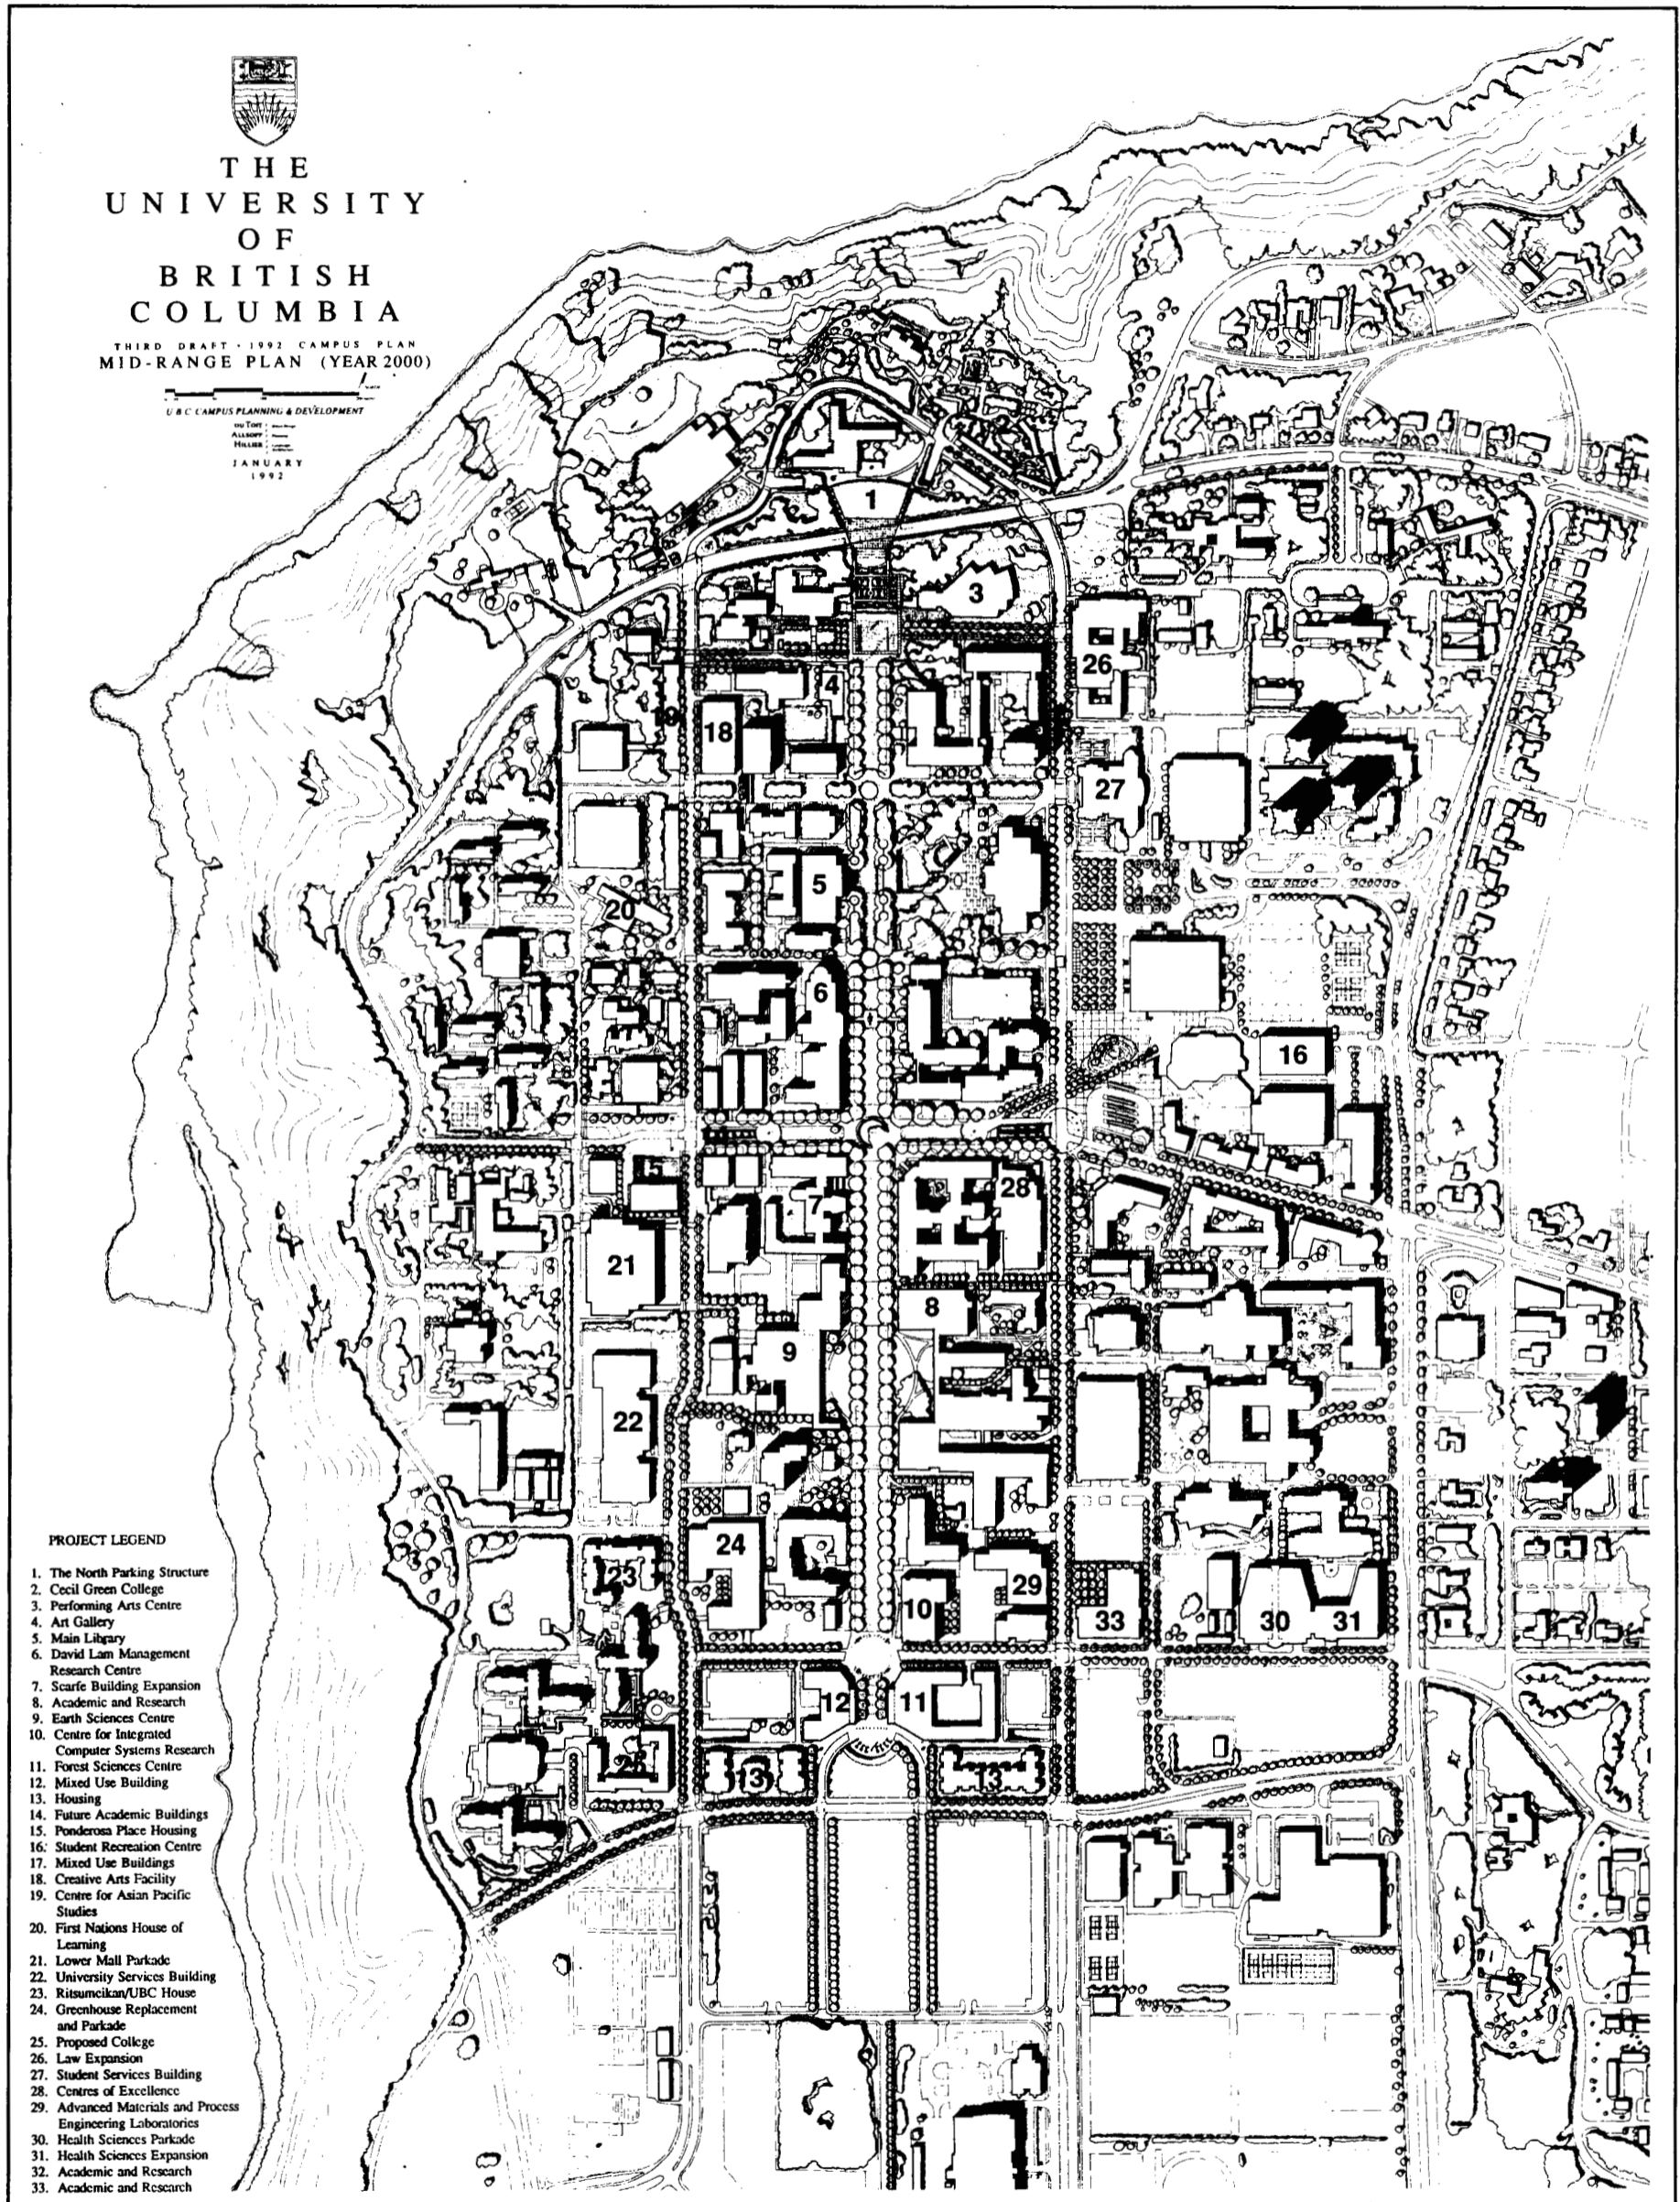 THE
UNIVERSITY
OF
BRITISH
COLUMBIA
THIRD DRAFT • 1992 CAMPUS PLAN
MID-RANGE PLAN (YEAR 2000)
U B C CAMPUS PLANNING & DEVELOPMENT
DU TOIT
ALLSOPP
HILLIER
JANUARY
1992
1
3
4
26
18
19
27
5
20
6
16
15
7
28
21
8
9
22
24
23
29
10
33
30
31
12
11
25
13
13
PROJECT LEGEND
1. The North Parking Structure
2. Cecil Green College
3. Performing Arts Centre
4. Art Gallery
5. Main Library
6. David Lam Management
Research Centre
7. Scarfe Building Expansion
8. Academic and Research
9. Earth Sciences Centre
10. Centre for Integrated
Computer Systems Research
11. Forest Sciences Centre
12. Mixed Use Building
13. Housing
14. Future Academic Buildings
15. Ponderosa Place Housing
16. Student Recreation Centre
17. Mixed Use Buildings
18. Creative Arts Facility
19. Centre for Asian Pacific
Studies
20. First Nations House of
Learning
21. Lower Mall Parkade
22. University Services Building
23. Ritsumeikan/UBC House
24. Greenhouse Replacement
and Parkade
25. Proposed College
26. Law Expansion
27. Student Services Building
28. Centres of Excellence
29. Advanced Materials and Process
Engineering Laboratories
30. Health Sciences Parkade
31. Health Sciences Expansion
32. Academic and Research
33. Academic and Research